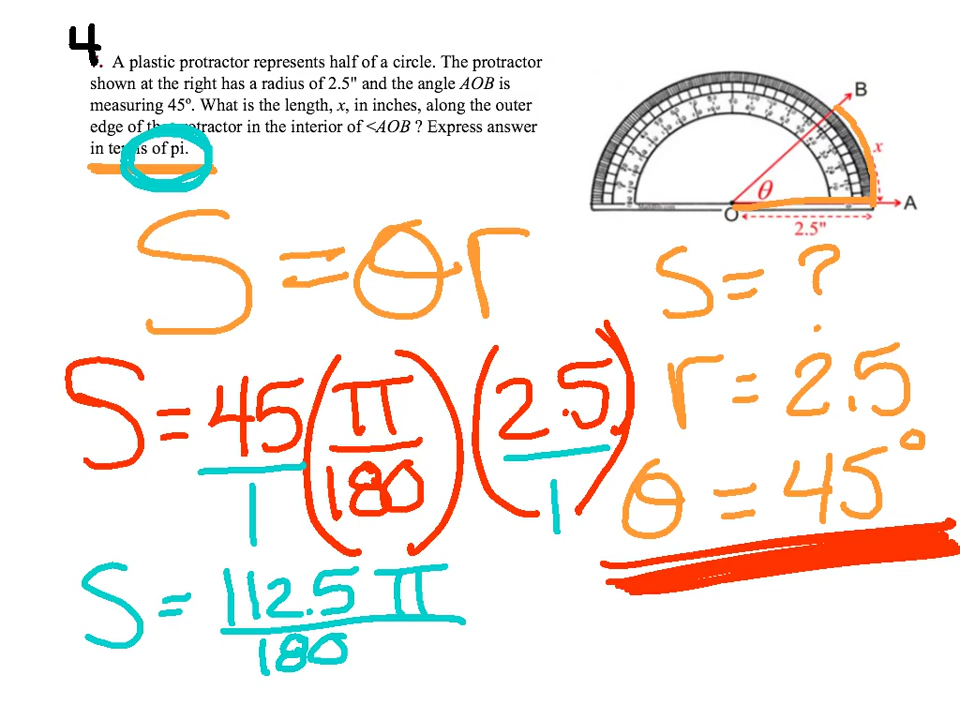 4. A plastic protractor represents half of a circle. The protractor
shown at the right has a radius of 2.5" and the angle AOB is
measuring 45º. What is the length, x, in inches, along the outer
edge of the protractor in the interior of <AOB ? Express answer
in terms of pi.
B
x
θ
O
A
2.5"
S=θr
S=?
r=2.5
θ=45°
S=45/1(π/180)(2.5/1)
S=112.5π/180